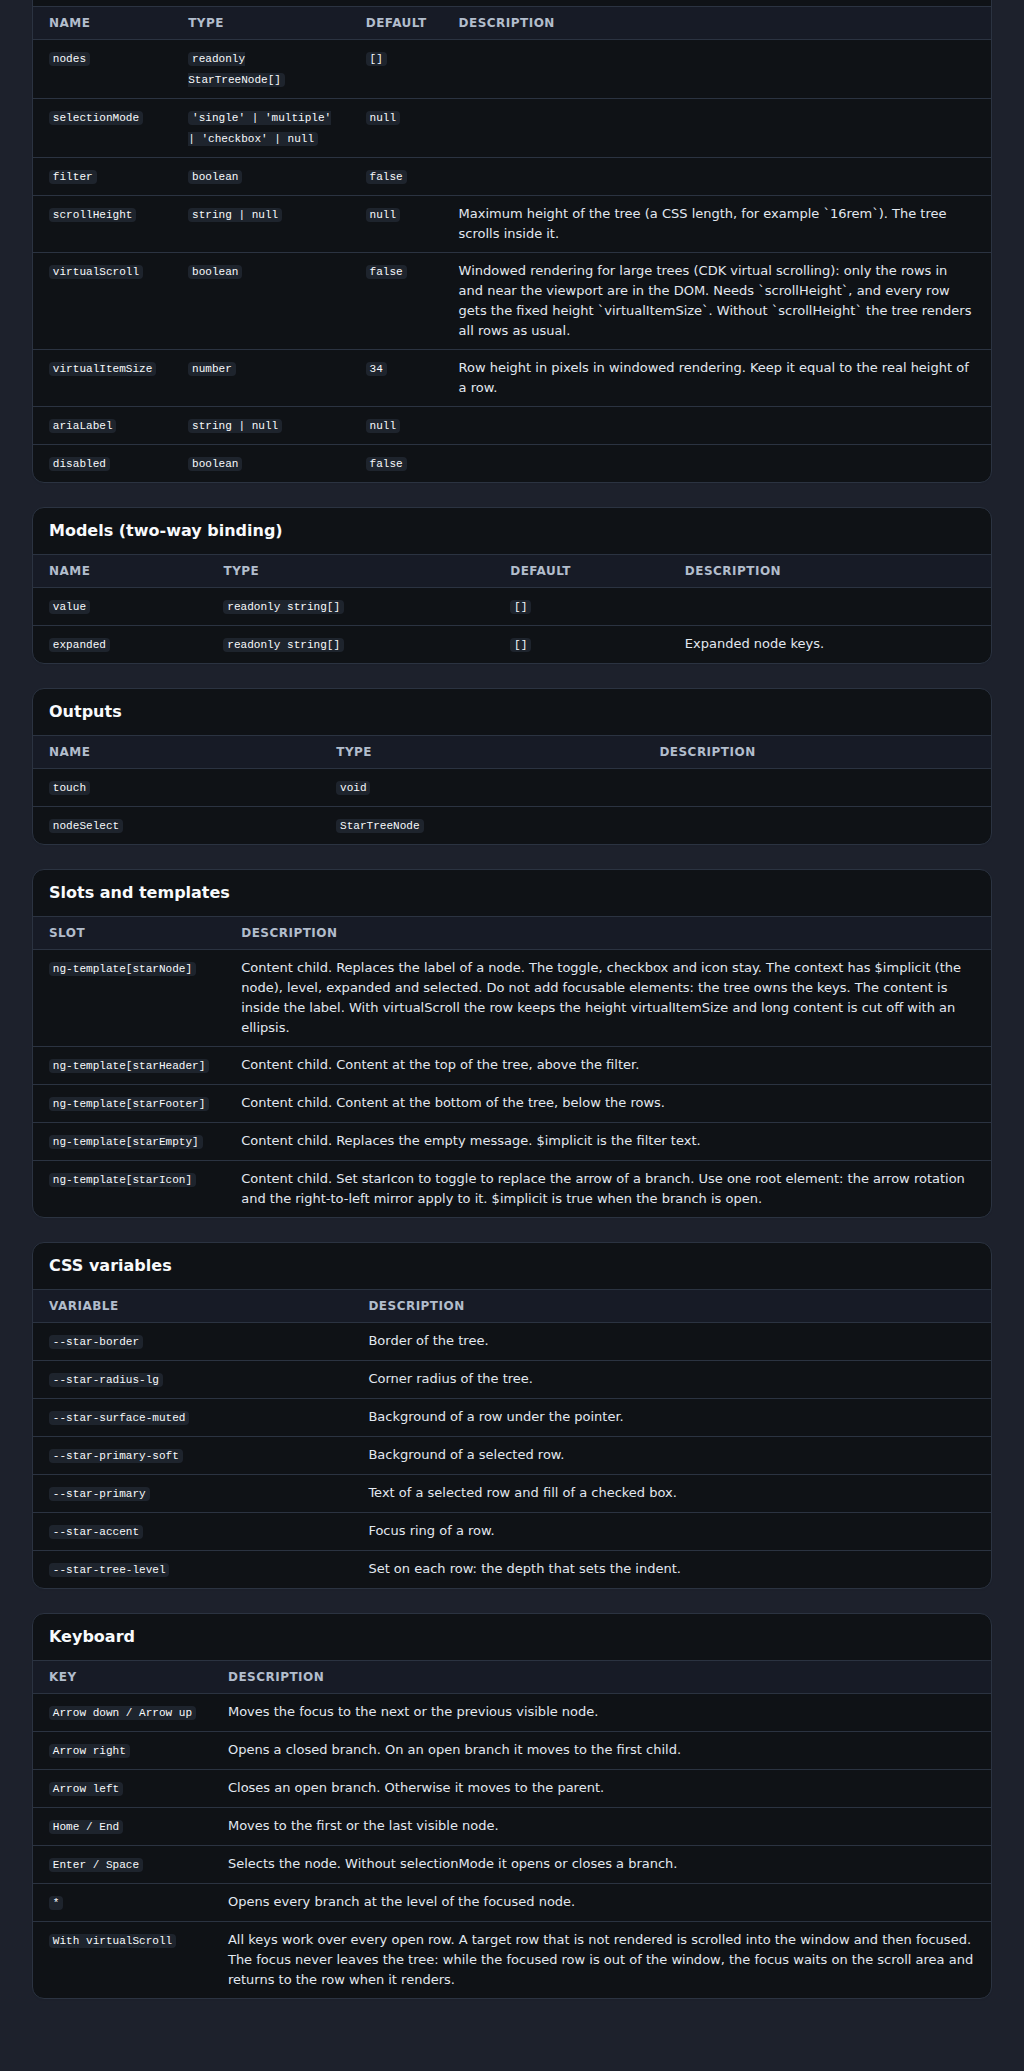 NAME TYPE DEFAULT DESCRIPTION
nodes readonly []
StarTreeNode[]
selectionMode 'single' | 'multiple' null
| 'checkbox' | null
filter boolean false
scrollHeight string | null null Maximum height of the tree (a CSS length, for example `16rem`). The tree
scrolls inside it.
virtualScroll boolean false Windowed rendering for large trees (CDK virtual scrolling): only the rows in
and near the viewport are in the DOM. Needs `scrollHeight`, and every row
gets the fixed height `virtualItemSize`. Without `scrollHeight` the tree renders
all rows as usual.
virtualItemSize number 34 Row height in pixels in windowed rendering. Keep it equal to the real height of
a row.
ariaLabel string | null null
disabled boolean false
Models (two-way binding)
NAME TYPE DEFAULT DESCRIPTION
value readonly string[] []
expanded readonly string[] [] Expanded node keys.
Outputs
NAME TYPE DESCRIPTION
touch void
nodeSelect StarTreeNode
Slots and templates
SLOT DESCRIPTION
ng-template[starNode] Content child. Replaces the label of a node. The toggle, checkbox and icon stay. The context has $implicit (the
node), level, expanded and selected. Do not add focusable elements: the tree owns the keys. The content is
inside the label. With virtualScroll the row keeps the height virtualItemSize and long content is cut off with an
ellipsis.
ng-template[starHeader] Content child. Content at the top of the tree, above the filter.
ng-template[starFooter] Content child. Content at the bottom of the tree, below the rows.
ng-template[starEmpty] Content child. Replaces the empty message. $implicit is the filter text.
ng-template[starIcon] Content child. Set starIcon to toggle to replace the arrow of a branch. Use one root element: the arrow rotation
and the right-to-left mirror apply to it. $implicit is true when the branch is open.
CSS variables
VARIABLE DESCRIPTION
--star-border Border of the tree.
--star-radius-lg Corner radius of the tree.
--star-surface-muted Background of a row under the pointer.
--star-primary-soft Background of a selected row.
--star-primary Text of a selected row and fill of a checked box.
--star-accent Focus ring of a row.
--star-tree-level Set on each row: the depth that sets the indent.
Keyboard
KEY DESCRIPTION
Arrow down / Arrow up Moves the focus to the next or the previous visible node.
Arrow right Opens a closed branch. On an open branch it moves to the first child.
Arrow left Closes an open branch. Otherwise it moves to the parent.
Home / End Moves to the first or the last visible node.
Enter / Space Selects the node. Without selectionMode it opens or closes a branch.
* Opens every branch at the level of the focused node.
With virtualScroll All keys work over every open row. A target row that is not rendered is scrolled into the window and then focused.
The focus never leaves the tree: while the focused row is out of the window, the focus waits on the scroll area and
returns to the row when it renders.